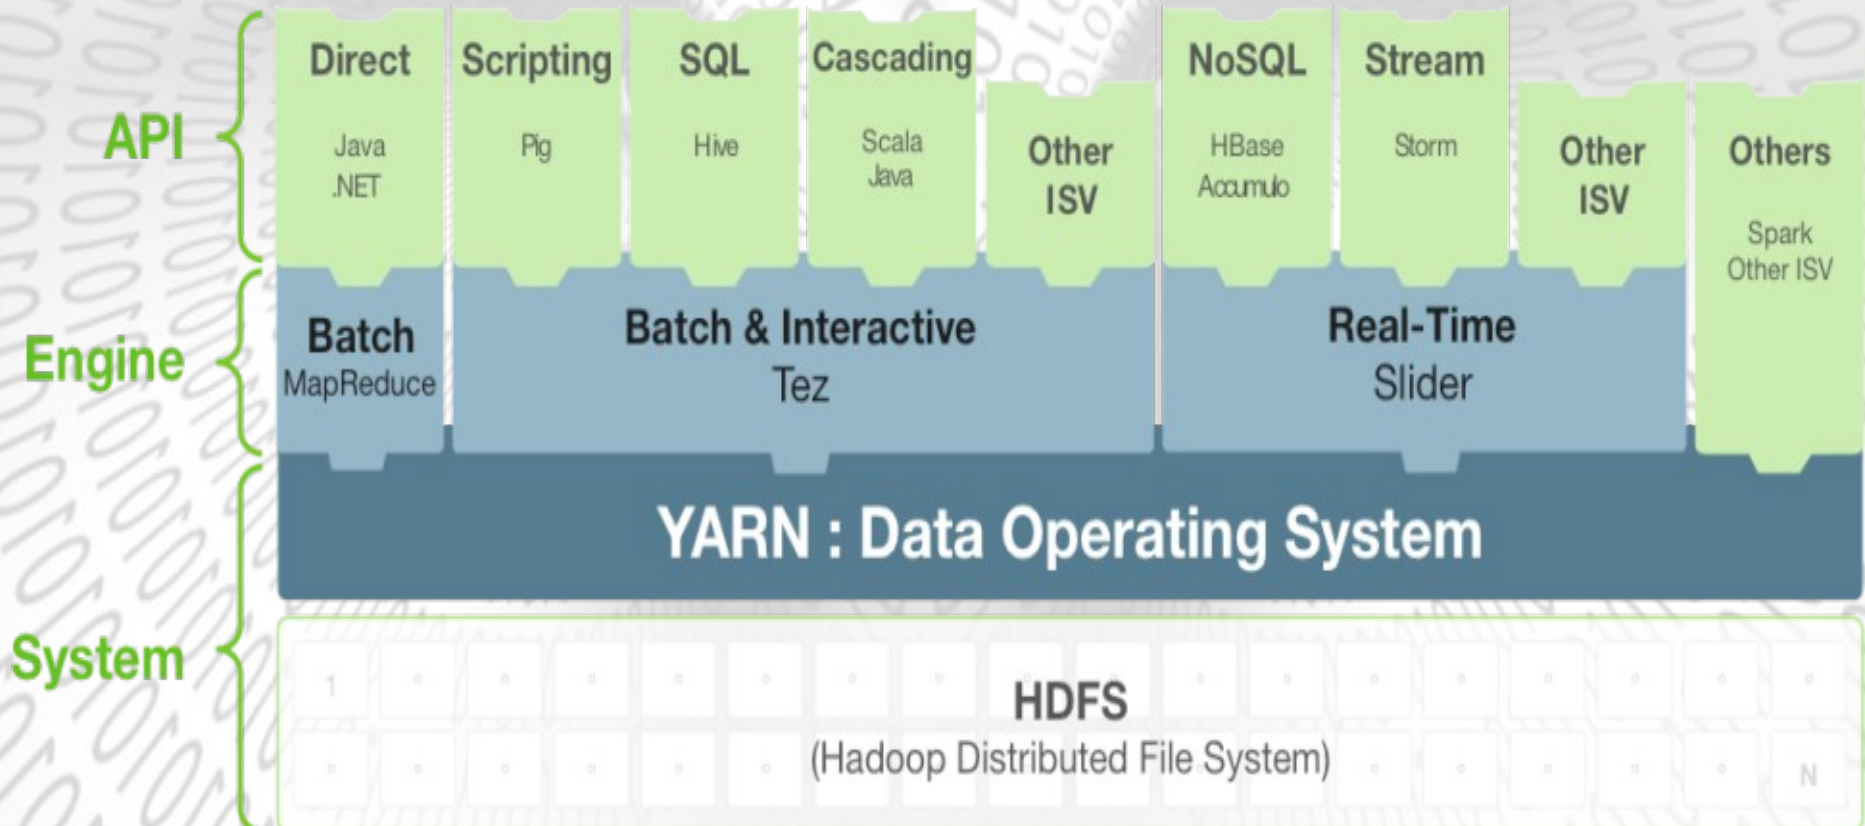 API
Direct
Java
.NET
Scripting
Pig
SQL
Hive
Cascading
Scala
Java
Other
ISV
NoSQL
HBase
Accumulo
Stream
Storm
Other
ISV
Others
Spark
Other ISV
Engine
Batch
MapReduce
Batch & Interactive
Tez
Real-Time
Slider
YARN : Data Operating System
System
1
HDFS
(Hadoop Distributed File System)
N